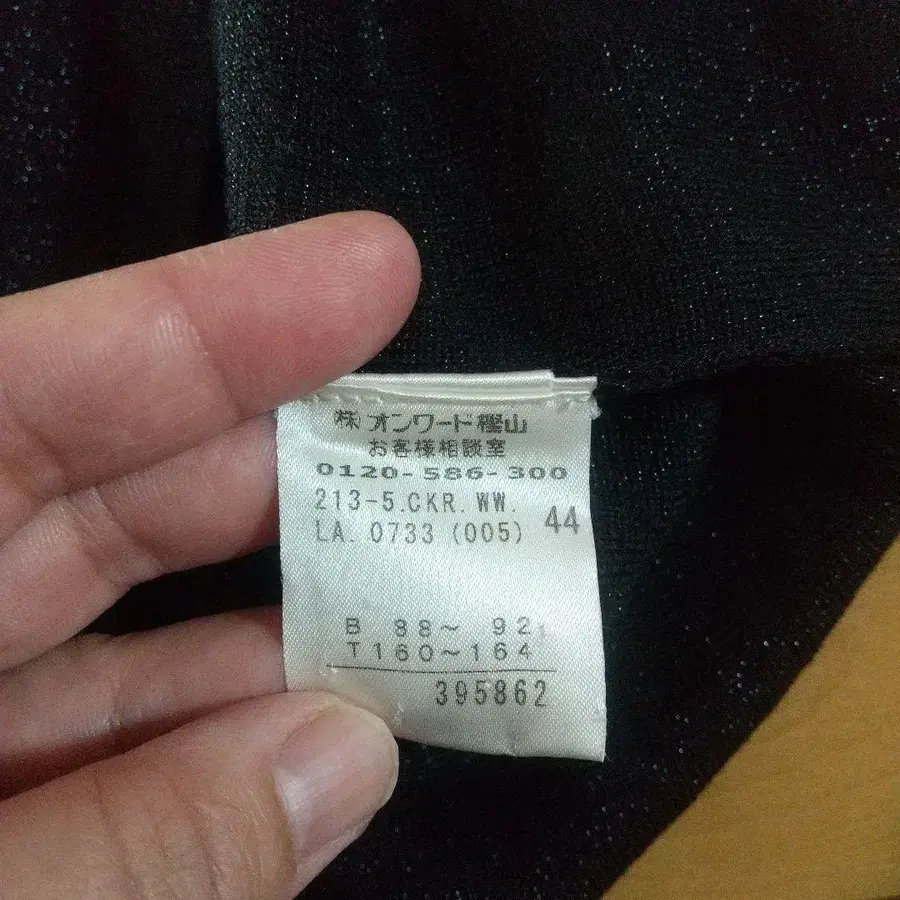 ㈱オンワード樫山
お客様相談室
0120-586-300
213-5.CKR.WW.
LA.0733(005) 44
B 88～ 92
T160～164
395862